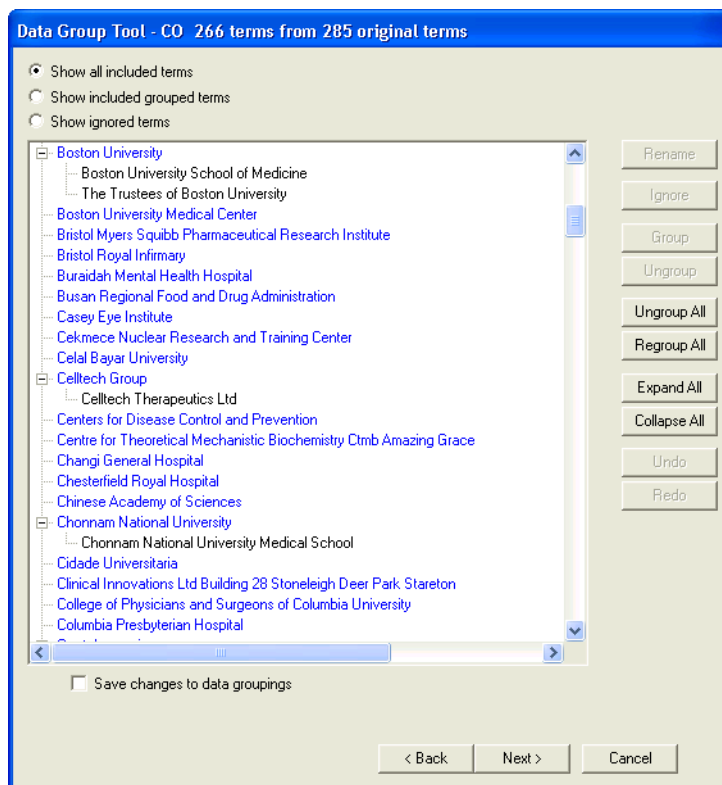 Data Group Tool - CO 266 terms from 285 original terms
Show all included terms
Show included grouped terms
Show ignored terms
Boston University
Boston University School of Medicine
The Trustees of Boston University
Boston University Medical Center
Bristol Myers Squibb Pharmaceutical Research Institute
Bristol Royal Infirmary
Buraidah Mental Health Hospital
Busan Regional Food and Drug Administration
Casey Eye Institute
Cekmece Nuclear Research and Training Center
Celal Bayar University
Celltech Group
Celltech Therapeutics Ltd
Centers for Disease Control and Prevention
Centre for Theoretical Mechanistic Biochemistry Ctmb Amazing Grace
Changi General Hospital
Chesterfield Royal Hospital
Chinese Academy of Sciences
Chonnam National University
Chonnam National University Medical School
Cidade Universitaria
Clinical Innovations Ltd Building 28 Stoneleigh Deer Park Stareton
College of Physicians and Surgeons of Columbia University
Columbia Presbyterian Hospital
Rename
Ignore
Group
Ungroup
Ungroup All
Regroup All
Expand All
Collapse All
Undo
Redo
Save changes to data groupings
< Back
Next >
Cancel